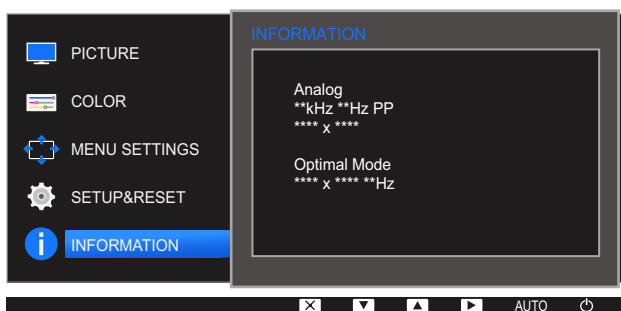 PICTURE
COLOR
MENU SETTINGS
SETUP&RESET
INFORMATION
INFORMATION
Analog
**kHz **Hz PP
**** x ****
Optimal Mode
**** x **** **Hz
AUTO